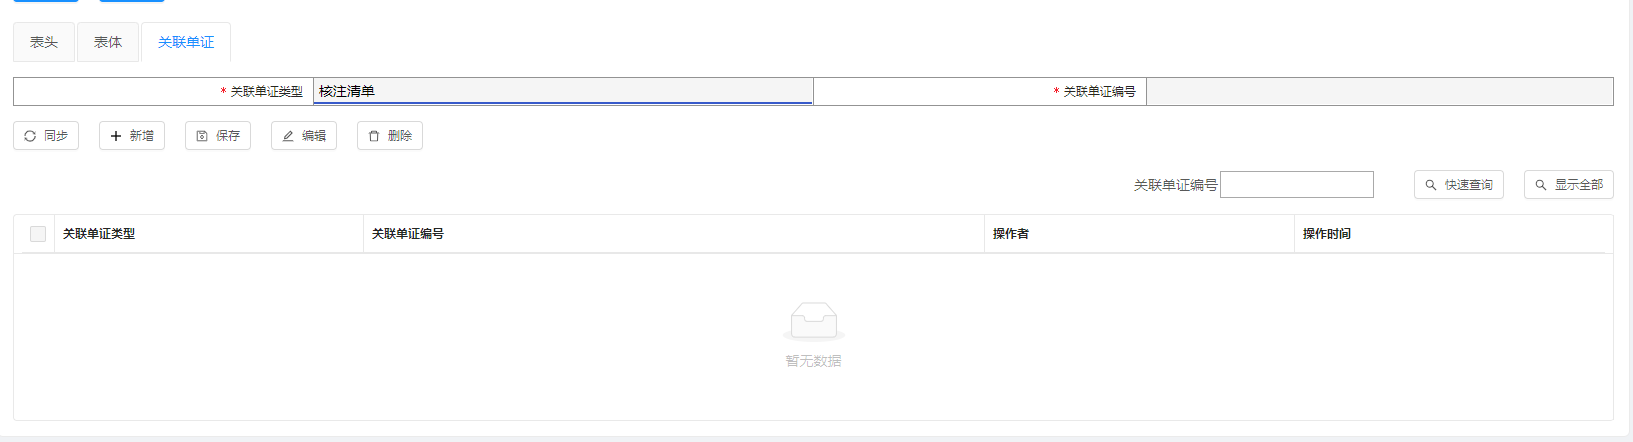 表头 表体 关联单证
* 关联单证类型 核注清单 * 关联单证编号
同步 新增 保存 编辑 删除
关联单证编号 快速查询 显示全部
关联单证类型 关联单证编号 操作者 操作时间
暂无数据